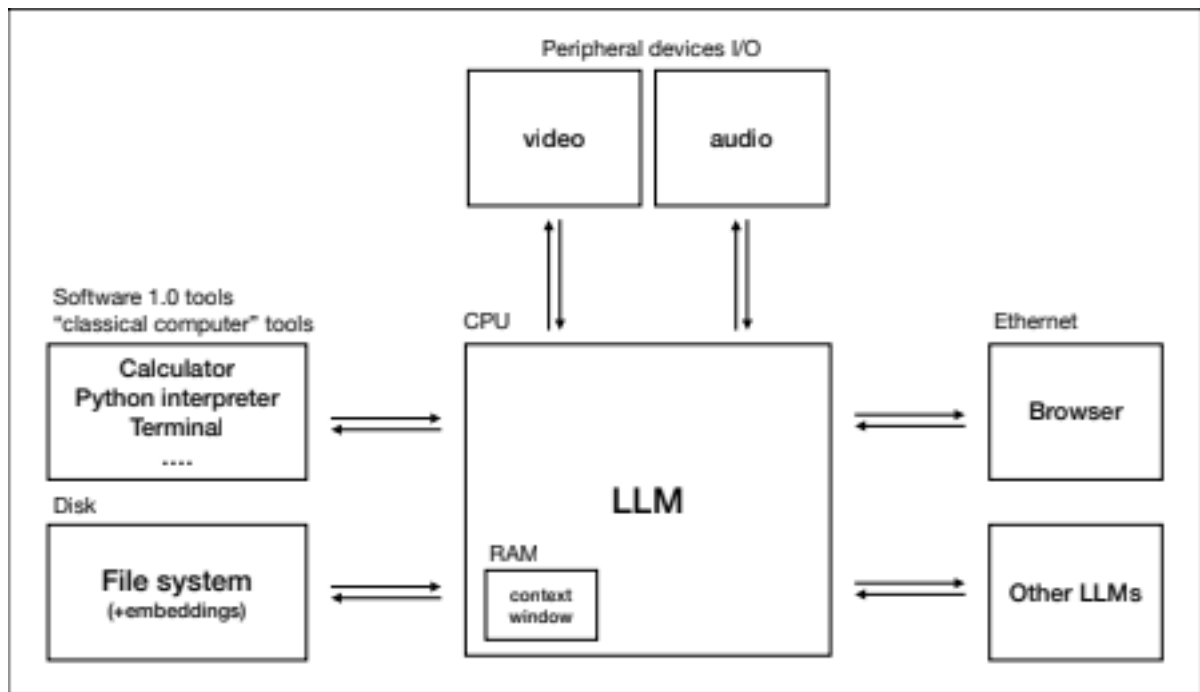 Peripheral devices I/O
video
audio
Software 1.0 tools
"classical computer" tools
Calculator
Python interpreter
Terminal
....
CPU
Ethernet
Browser
LLM
Disk
File system
(+embeddings)
RAM
context
window
Other LLMs